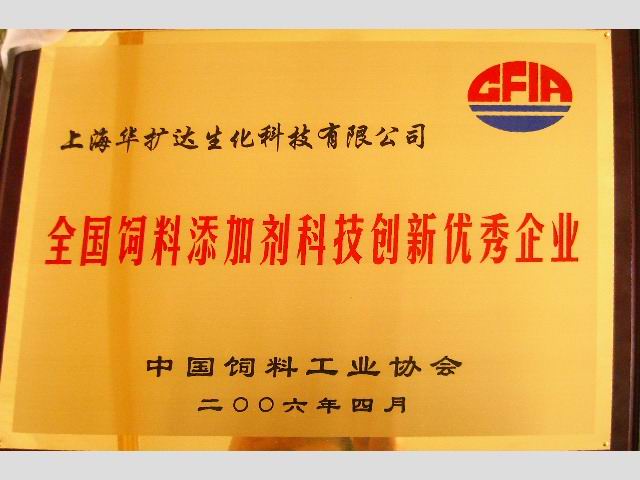 CFIA
上海华扩达生化科技有限公司
全国饲料添加剂科技创新优秀企业
中国饲料工业协会
二〇〇六年四月